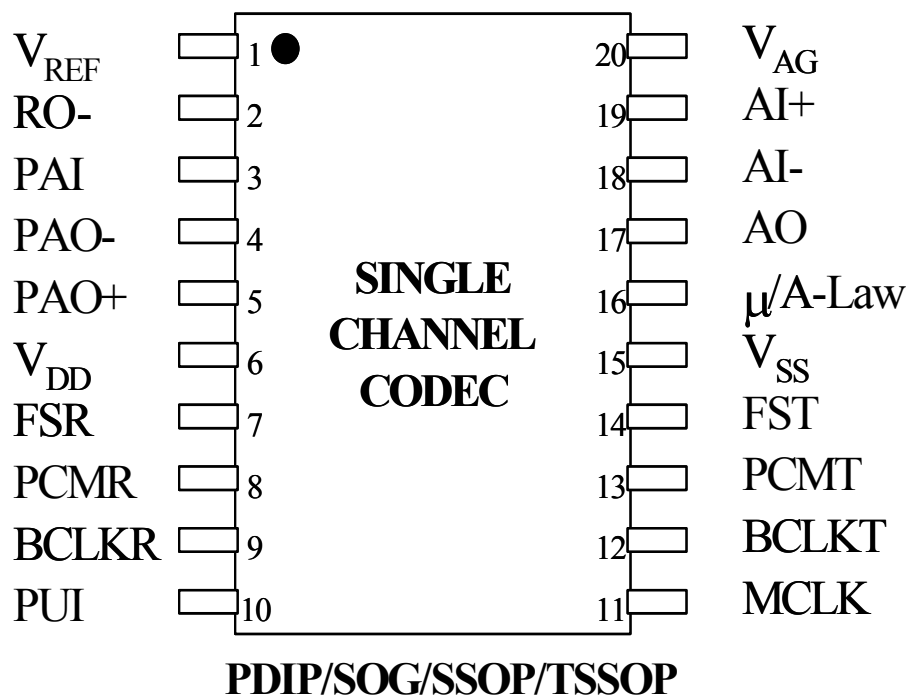 V_REF 1 20 V_AG
RO- 2 19 AI+
PAI 3 18 AI-
PAO- 4 17 AO
PAO+ 5 16 μ/A-Law
V_DD 6 15 V_SS
FSR 7 14 FST
PCMR 8 13 PCMT
BCLKR 9 12 BCLKT
PUI 10 11 MCLK
SINGLE
CHANNEL
CODEC
PDIP/SOG/SSOP/TSSOP